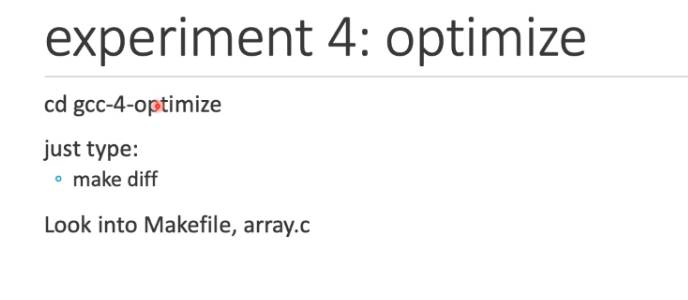 experiment 4: optimize
cd gcc-4-optimize
just type:
make diff
Look into Makefile, array.c